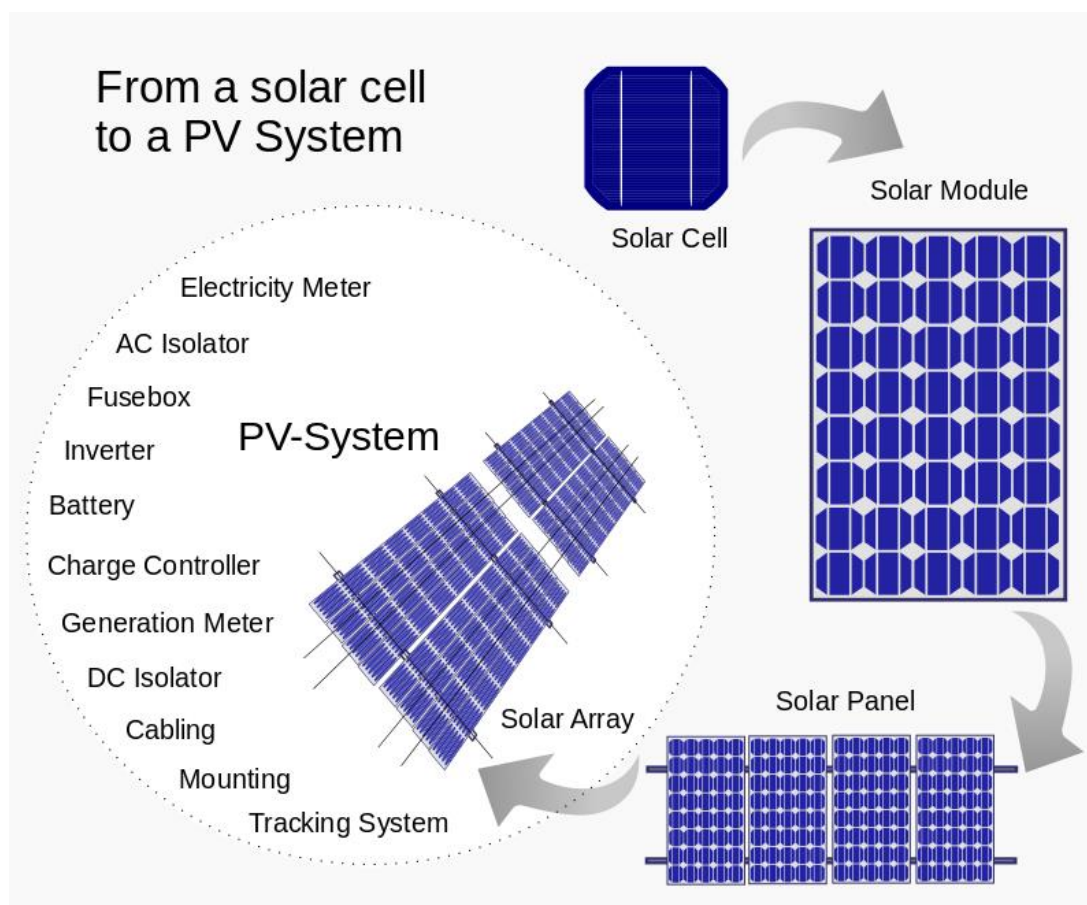 From a solar cell
to a PV System
Solar Cell
Solar Module
Electricity Meter
AC Isolator
Fusebox
PV-System
Inverter
Battery
Charge Controller
Generation Meter
DC Isolator
Cabling
Mounting
Tracking System
Solar Array
Solar Panel